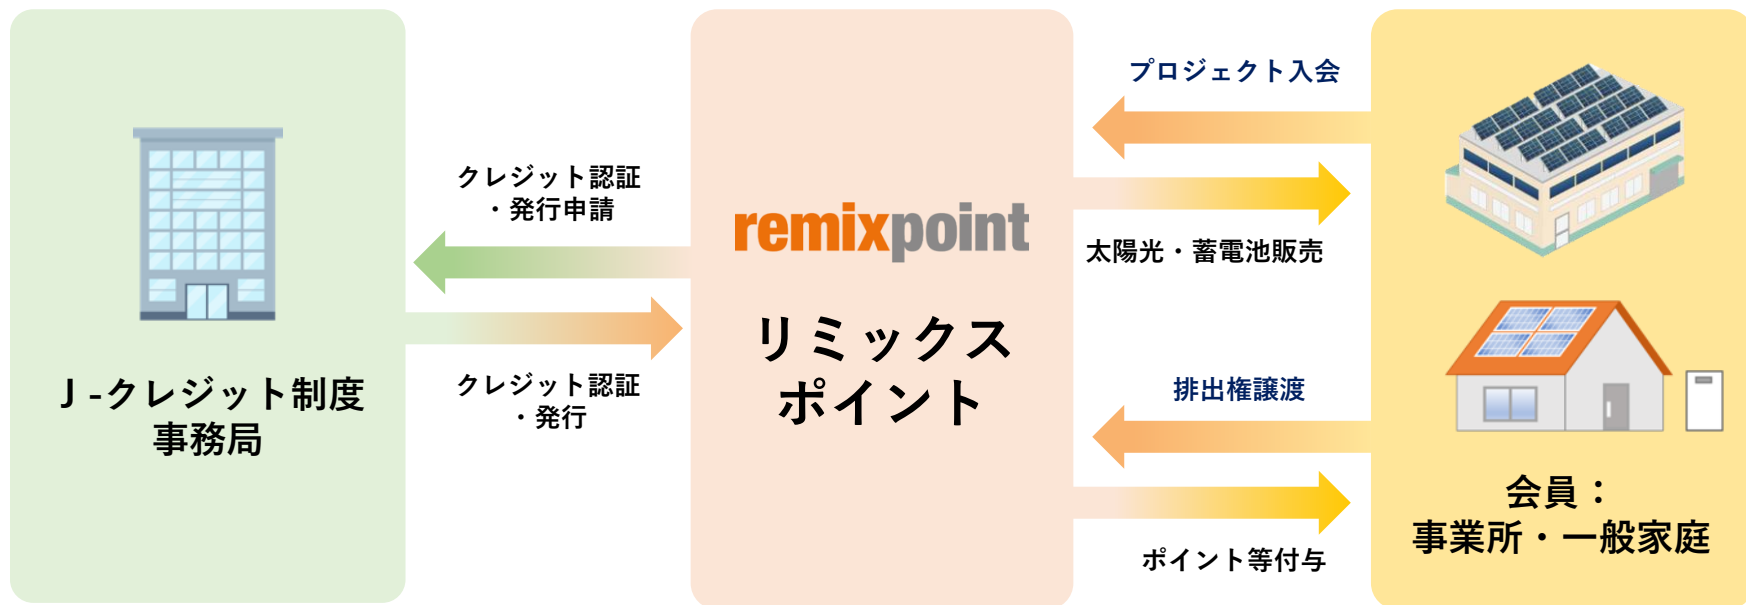 J-クレジット制度
事務局
クレジット認証
・発行申請
クレジット認証
・発行
remixpoint
リミックス
ポイント
プロジェクト入会
太陽光・蓄電池販売
排出権譲渡
ポイント等付与
会員：
事業所・一般家庭